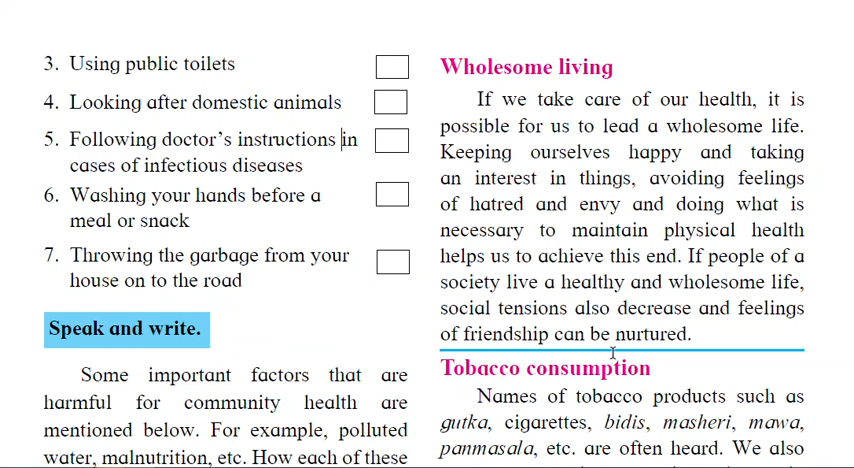 3. Using public toilets
4. Looking after domestic animals
5. Following doctor’s instructions in
cases of infectious diseases
6. Washing your hands before a
meal or snack
7. Throwing the garbage from your
house on to the road
Speak and write.
Some important factors that are
harmful for community health are
mentioned below. For example, polluted
water, malnutrition, etc. How each of these
Wholesome living
If we take care of our health, it is
possible for us to lead a wholesome life.
Keeping ourselves happy and taking
an interest in things, avoiding feelings
of hatred and envy and doing what is
necessary to maintain physical health
helps us to achieve this end. If people of a
society live a healthy and wholesome life,
social tensions also decrease and feelings
of friendship can be nurtured.
Tobacco consumption
Names of tobacco products such as
gutka, cigarettes, bidis, masheri, mawa,
panmasala, etc. are often heard. We also